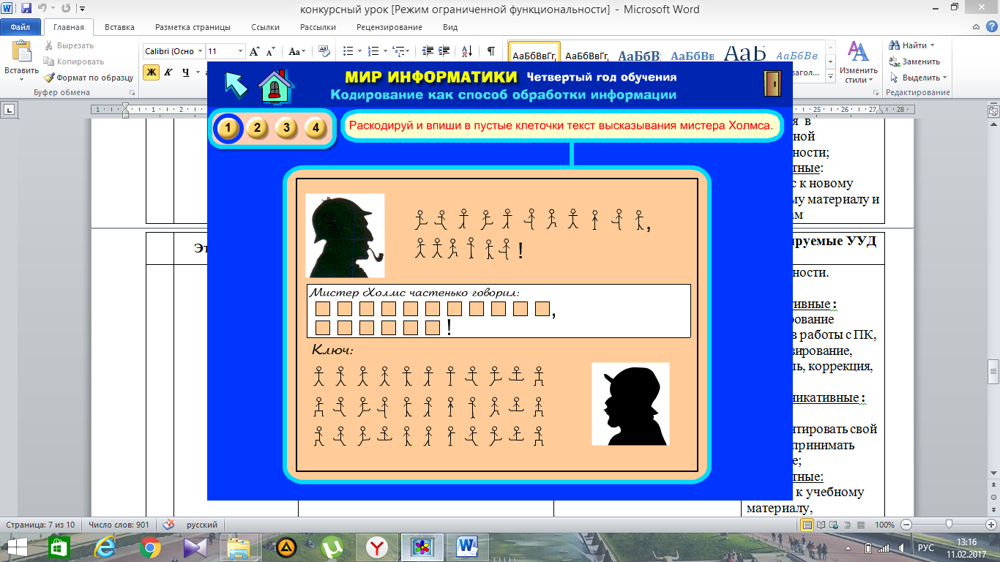 конкурсный урок [Режим ограниченной функциональности] - Microsoft Word
Файл Главная Вставка Разметка страницы Ссылки Рассылки Рецензирование Вид
Вставить
Вырезать
Копировать
Формат по образцу
Буфер обмена
Calibri (Осно 11
Ж К Ч
АаБбВвГг, АаБбВвГг, АаБбВ АаБбВв АаБ АаБбВв.
Изменить стили
Найти
Заменить
Выделить
Редактирование
МИР ИНФОРМАТИКИ Четвертый год обучения
Кодирование как способ обработки информации
1 2 3 4
Раскодируй и впиши в пустые клеточки текст высказывания мистера Холмса.
,
!
Мистер Холмс частенько говорил:
,
!
Ключ:
я в
ной
ности;
тные:
с к новому
му материалу и
ам
Эт
ируемые УУД
ности.
тивные:
ование
в работы с ПК,
зирование,
ль, коррекция,
никативные:
нтировать свой
принимать
е;
тные:
к учебному
материалу,
Страница: 7 из 10 Число слов: 901 русский 100%
РУС 13:16
11.02.2017